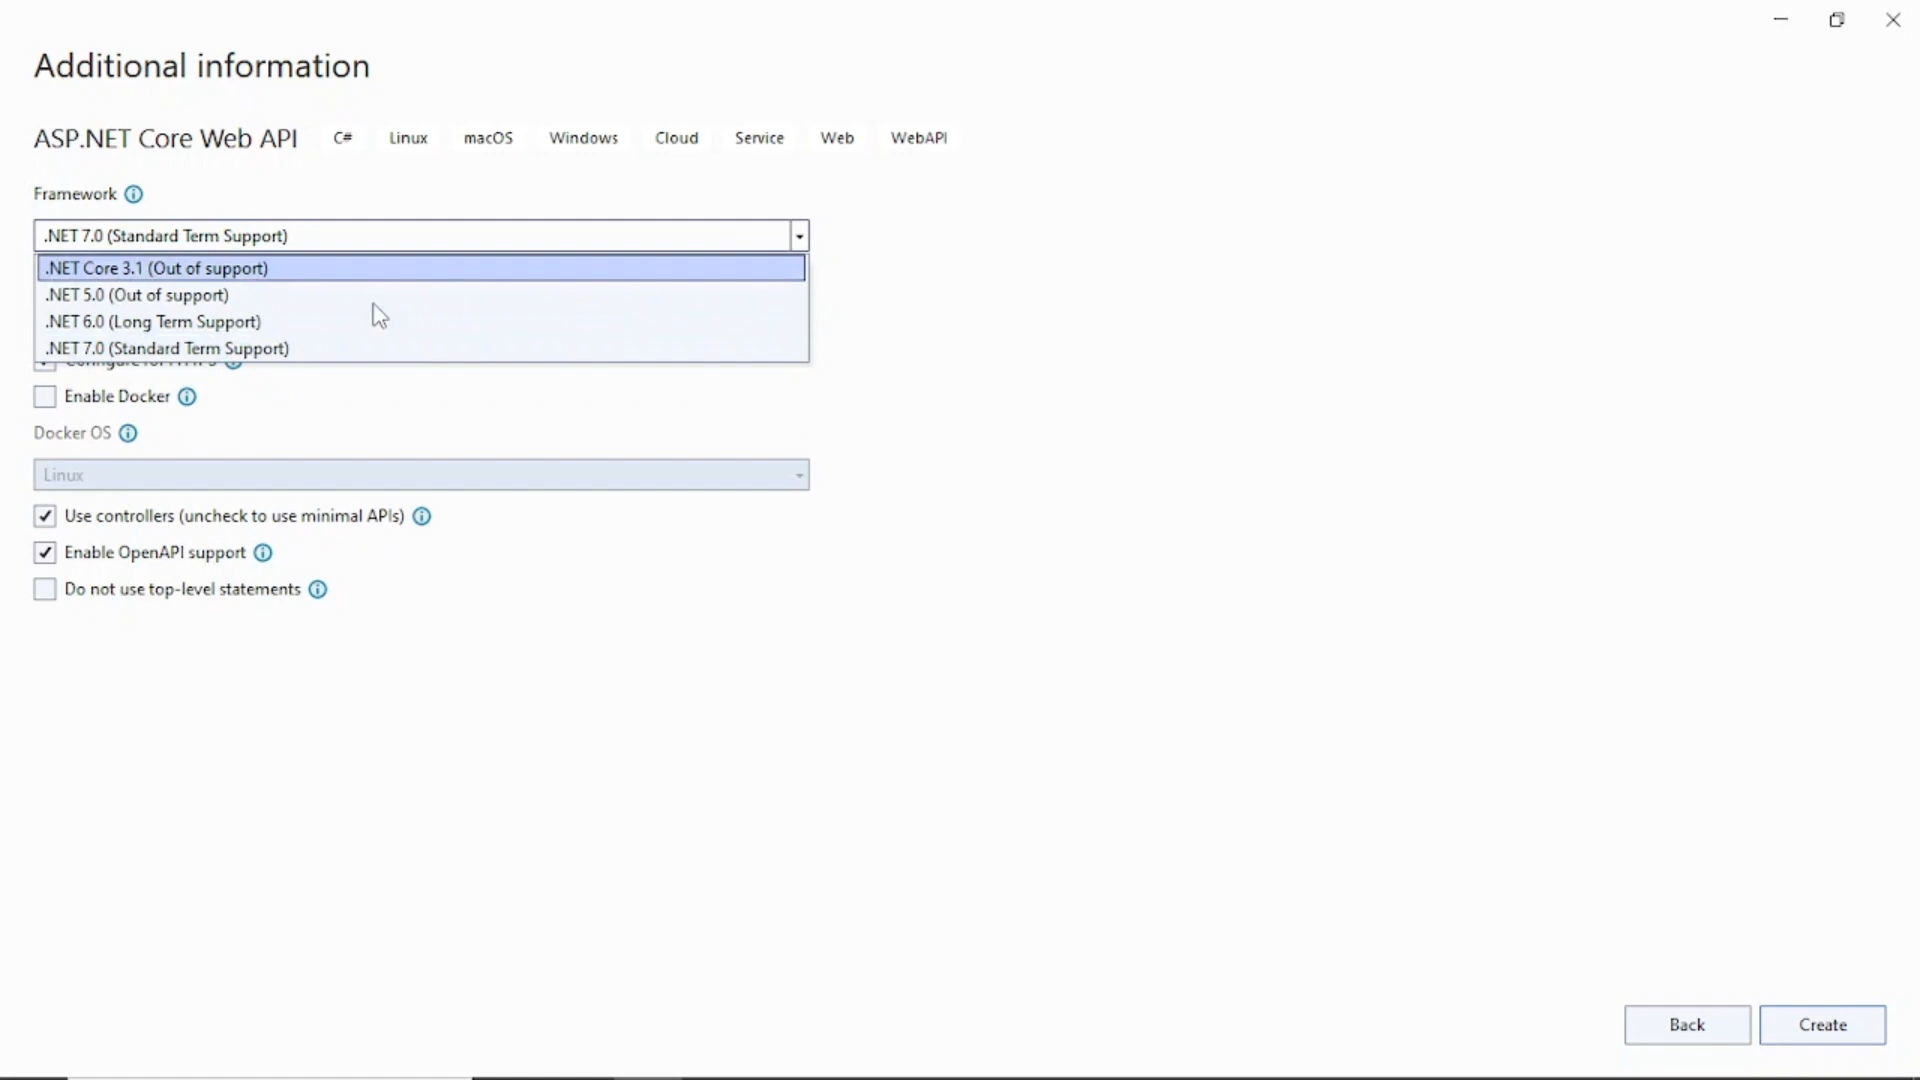 Additional information
ASP.NET Core Web API C# Linux macOS Windows Cloud Service Web WebAPI
Framework
.NET 7.0 (Standard Term Support)
.NET Core 3.1 (Out of support)
.NET 5.0 (Out of support)
.NET 6.0 (Long Term Support)
.NET 7.0 (Standard Term Support)
Configure for HTTPS
Enable Docker
Docker OS
Linux
Use controllers (uncheck to use minimal APIs)
Enable OpenAPI support
Do not use top-level statements
Back Create